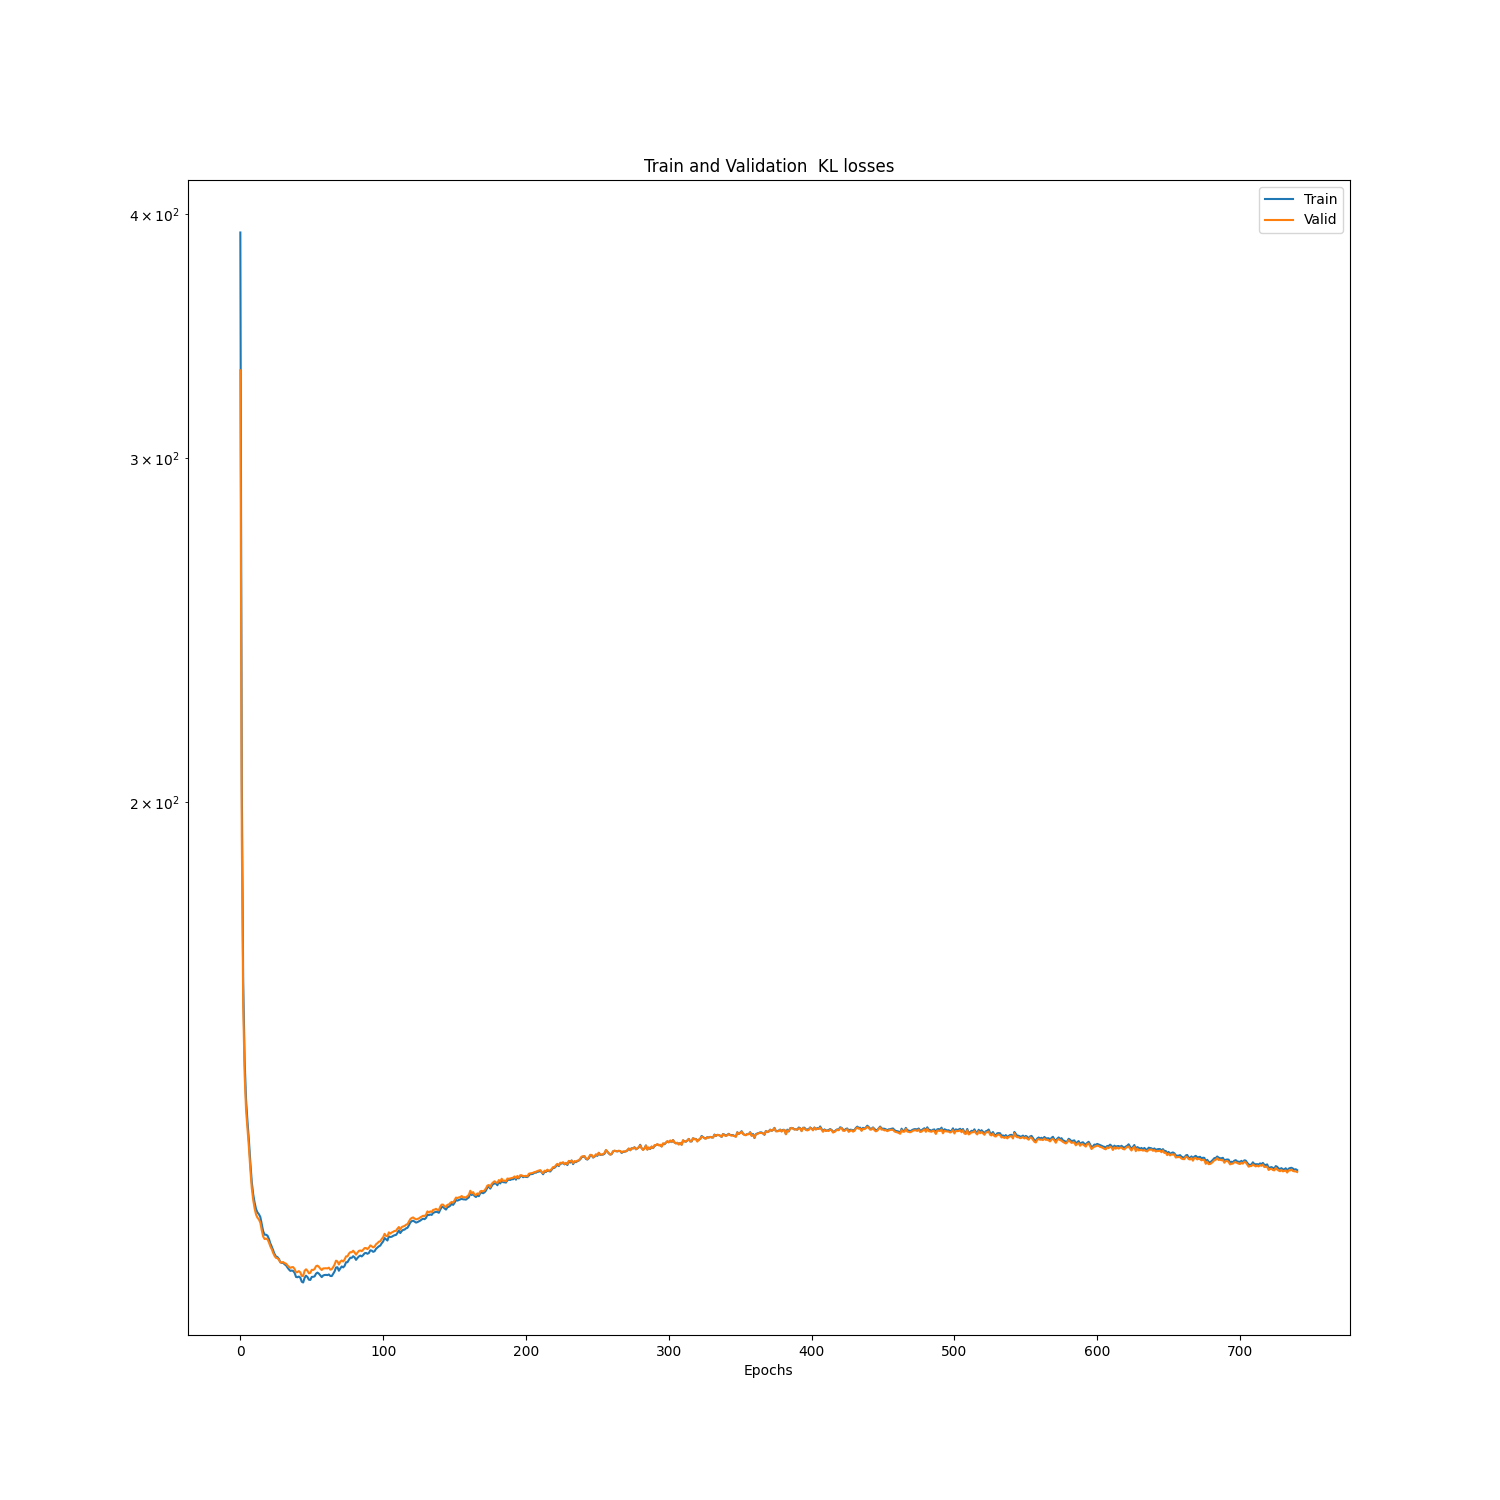 Train and Validation  KL losses
Train
Valid
4 × 10²
3 × 10²
2 × 10²
0 100 200 300 400 500 600 700
Epochs